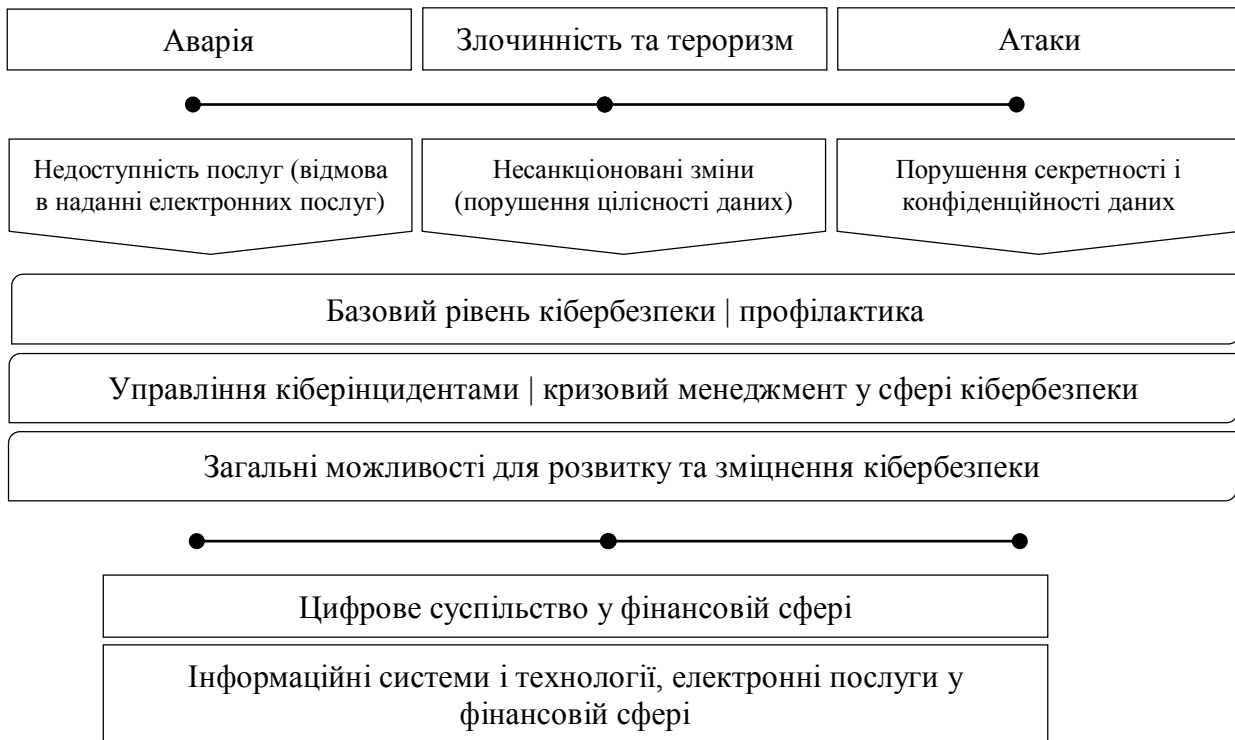 Аварія
Злочинність та тероризм
Атаки
Недоступність послуг (відмова
в наданні електронних послуг)
Несанкціоновані зміни
(порушення цілісності даних)
Порушення секретності і
конфіденційності даних
Базовий рівень кібербезпеки | профілактика
Управління кіберінцидентами | кризовий менеджмент у сфері кібербезпеки
Загальні можливості для розвитку та зміцнення кібербезпеки
Цифрове суспільство у фінансовій сфері
Інформаційні системи і технології, електронні послуги у
фінансовій сфері